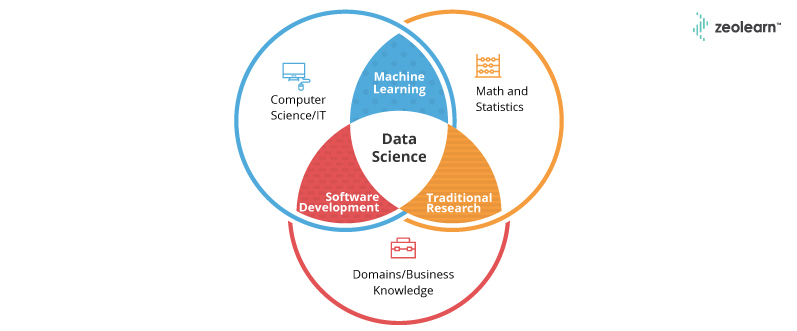 zeolearn™
Machine
Learning
Computer
Science/IT
Math and
Statistics
Data
Science
Software
Development
Traditional
Research
Domains/Business
Knowledge